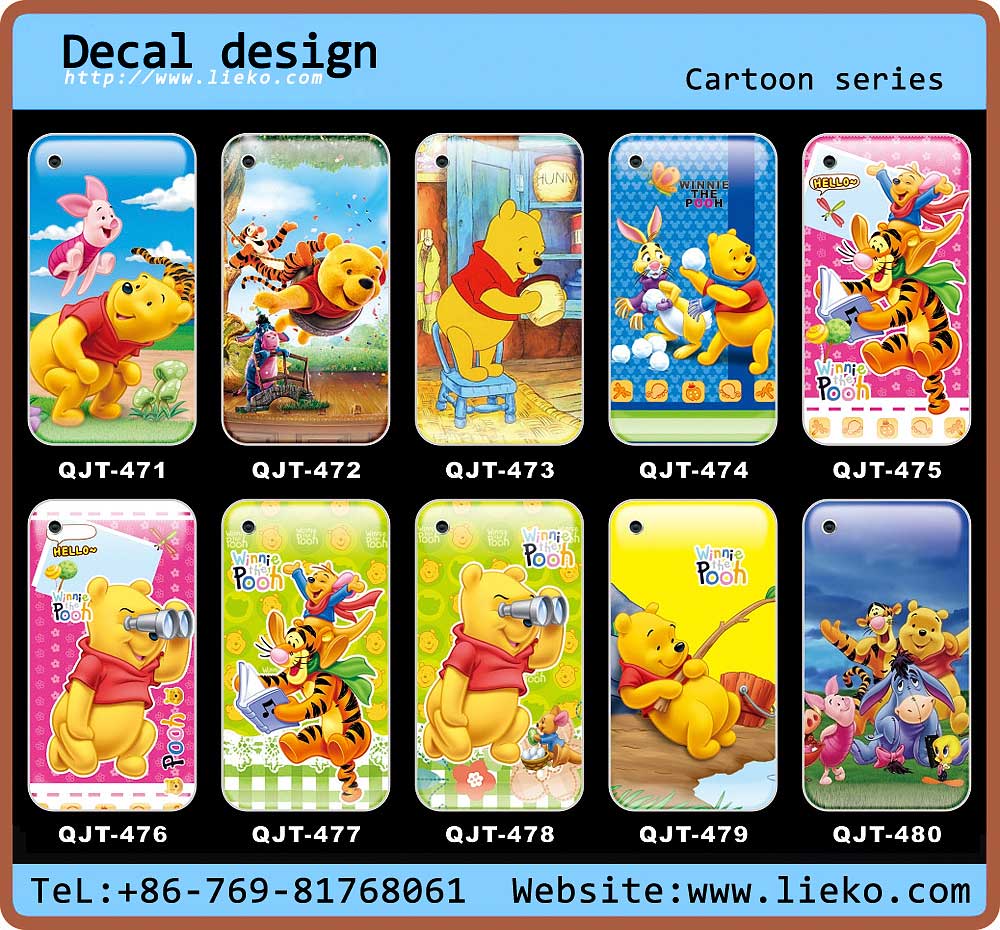 Decal design
http://www.lieko.com
Cartoon series
HUNN
WINNIE
THE
POOH
HELLO~
Winnie
the
Pooh
QJT-471
QJT-472
QJT-473
QJT-474
QJT-475
HELLO~
Winnie
the
Pooh
Pooh
Winnie
the
Pooh
Winnie
the
Pooh
Winnie
the
Pooh
QJT-476
QJT-477
QJT-478
QJT-479
QJT-480
TeL:+86-769-81768061
Website:www.lieko.com